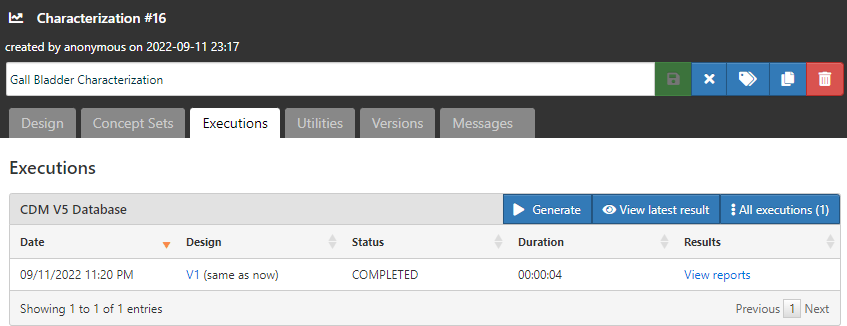 Characterization #16
created by anonymous on 2022-09-11 23:17
Gall Bladder Characterization
Design Concept Sets Executions Utilities Versions Messages
Executions
CDM V5 Database Generate View latest result All executions (1)
Date Design Status Duration Results
09/11/2022 11:20 PM V1 (same as now) COMPLETED 00:00:04 View reports
Showing 1 to 1 of 1 entries Previous 1 Next